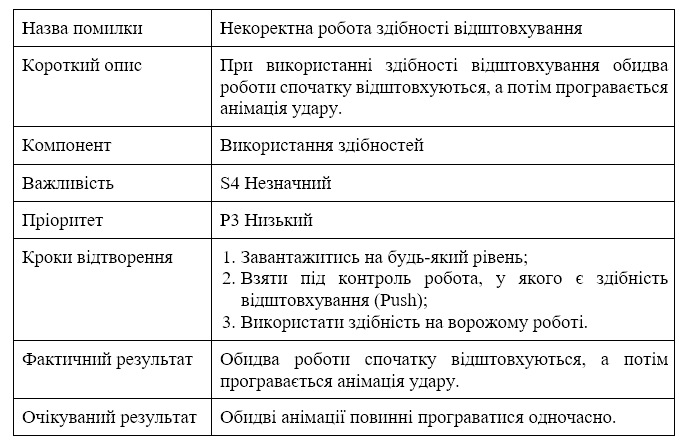 Назва помилки
Некоректна робота здібності відштовхування
Короткий опис
При використанні здібності відштовхування обидва
роботи спочатку відштовхуються, а потім програвається
анімація удару.
Компонент
Використання здібностей
Важливість
S4 Незначний
Пріоритет
P3 Низький
Кроки відтворення
1. Завантажитись на будь-який рівень;
2. Взяти під контроль робота, у якого є здібність
відштовхування (Push);
3. Використати здібність на ворожому роботі.
Фактичний результат
Обидва роботи спочатку відштовхуються, а потім
програвається анімація удару.
Очікуваний результат
Обидві анімації повинні програватися одночасно.